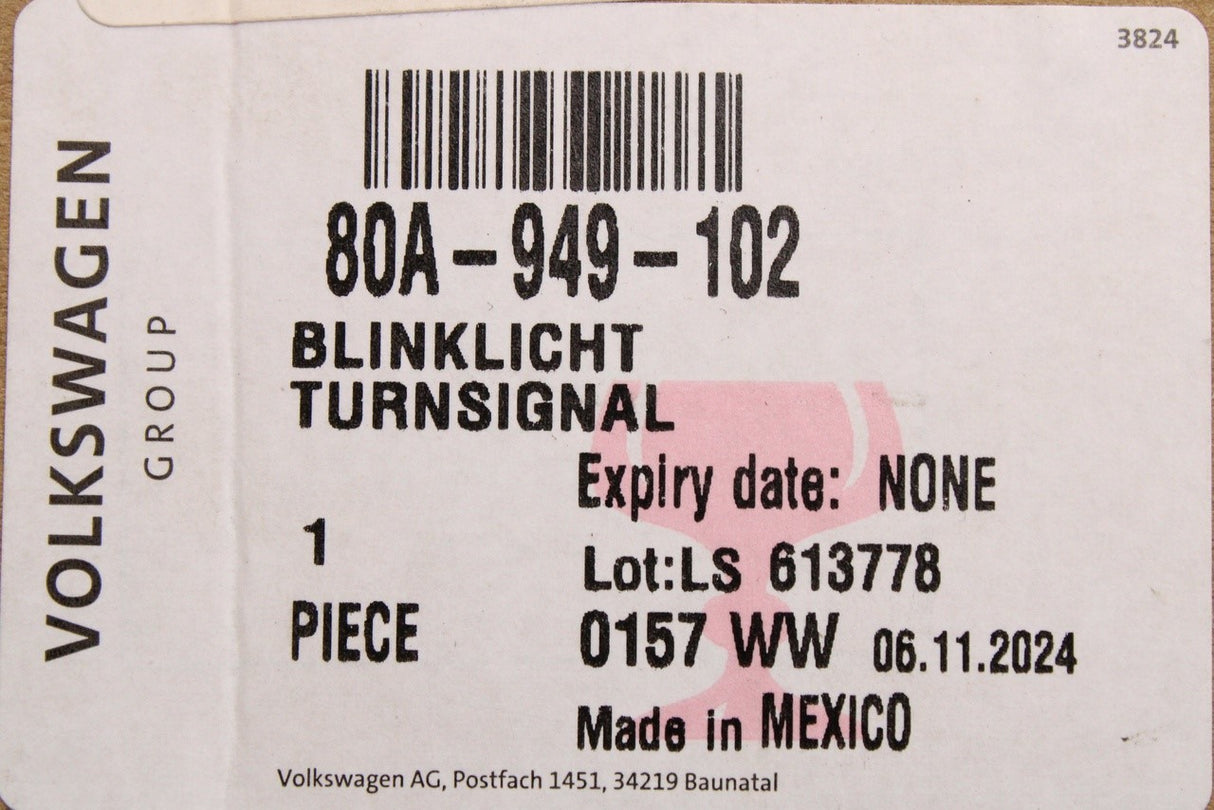 3824
VOLKSWAGEN
GROUP
80A-949-102
BLINKLICHT
TURNSIGNAL
Expiry date: NONE
1
Lot:LS 613778
PIECE
0157 WW 06.11.2024
Made in MEXICO
Volkswagen AG, Postfach 1451, 34219 Baunatal